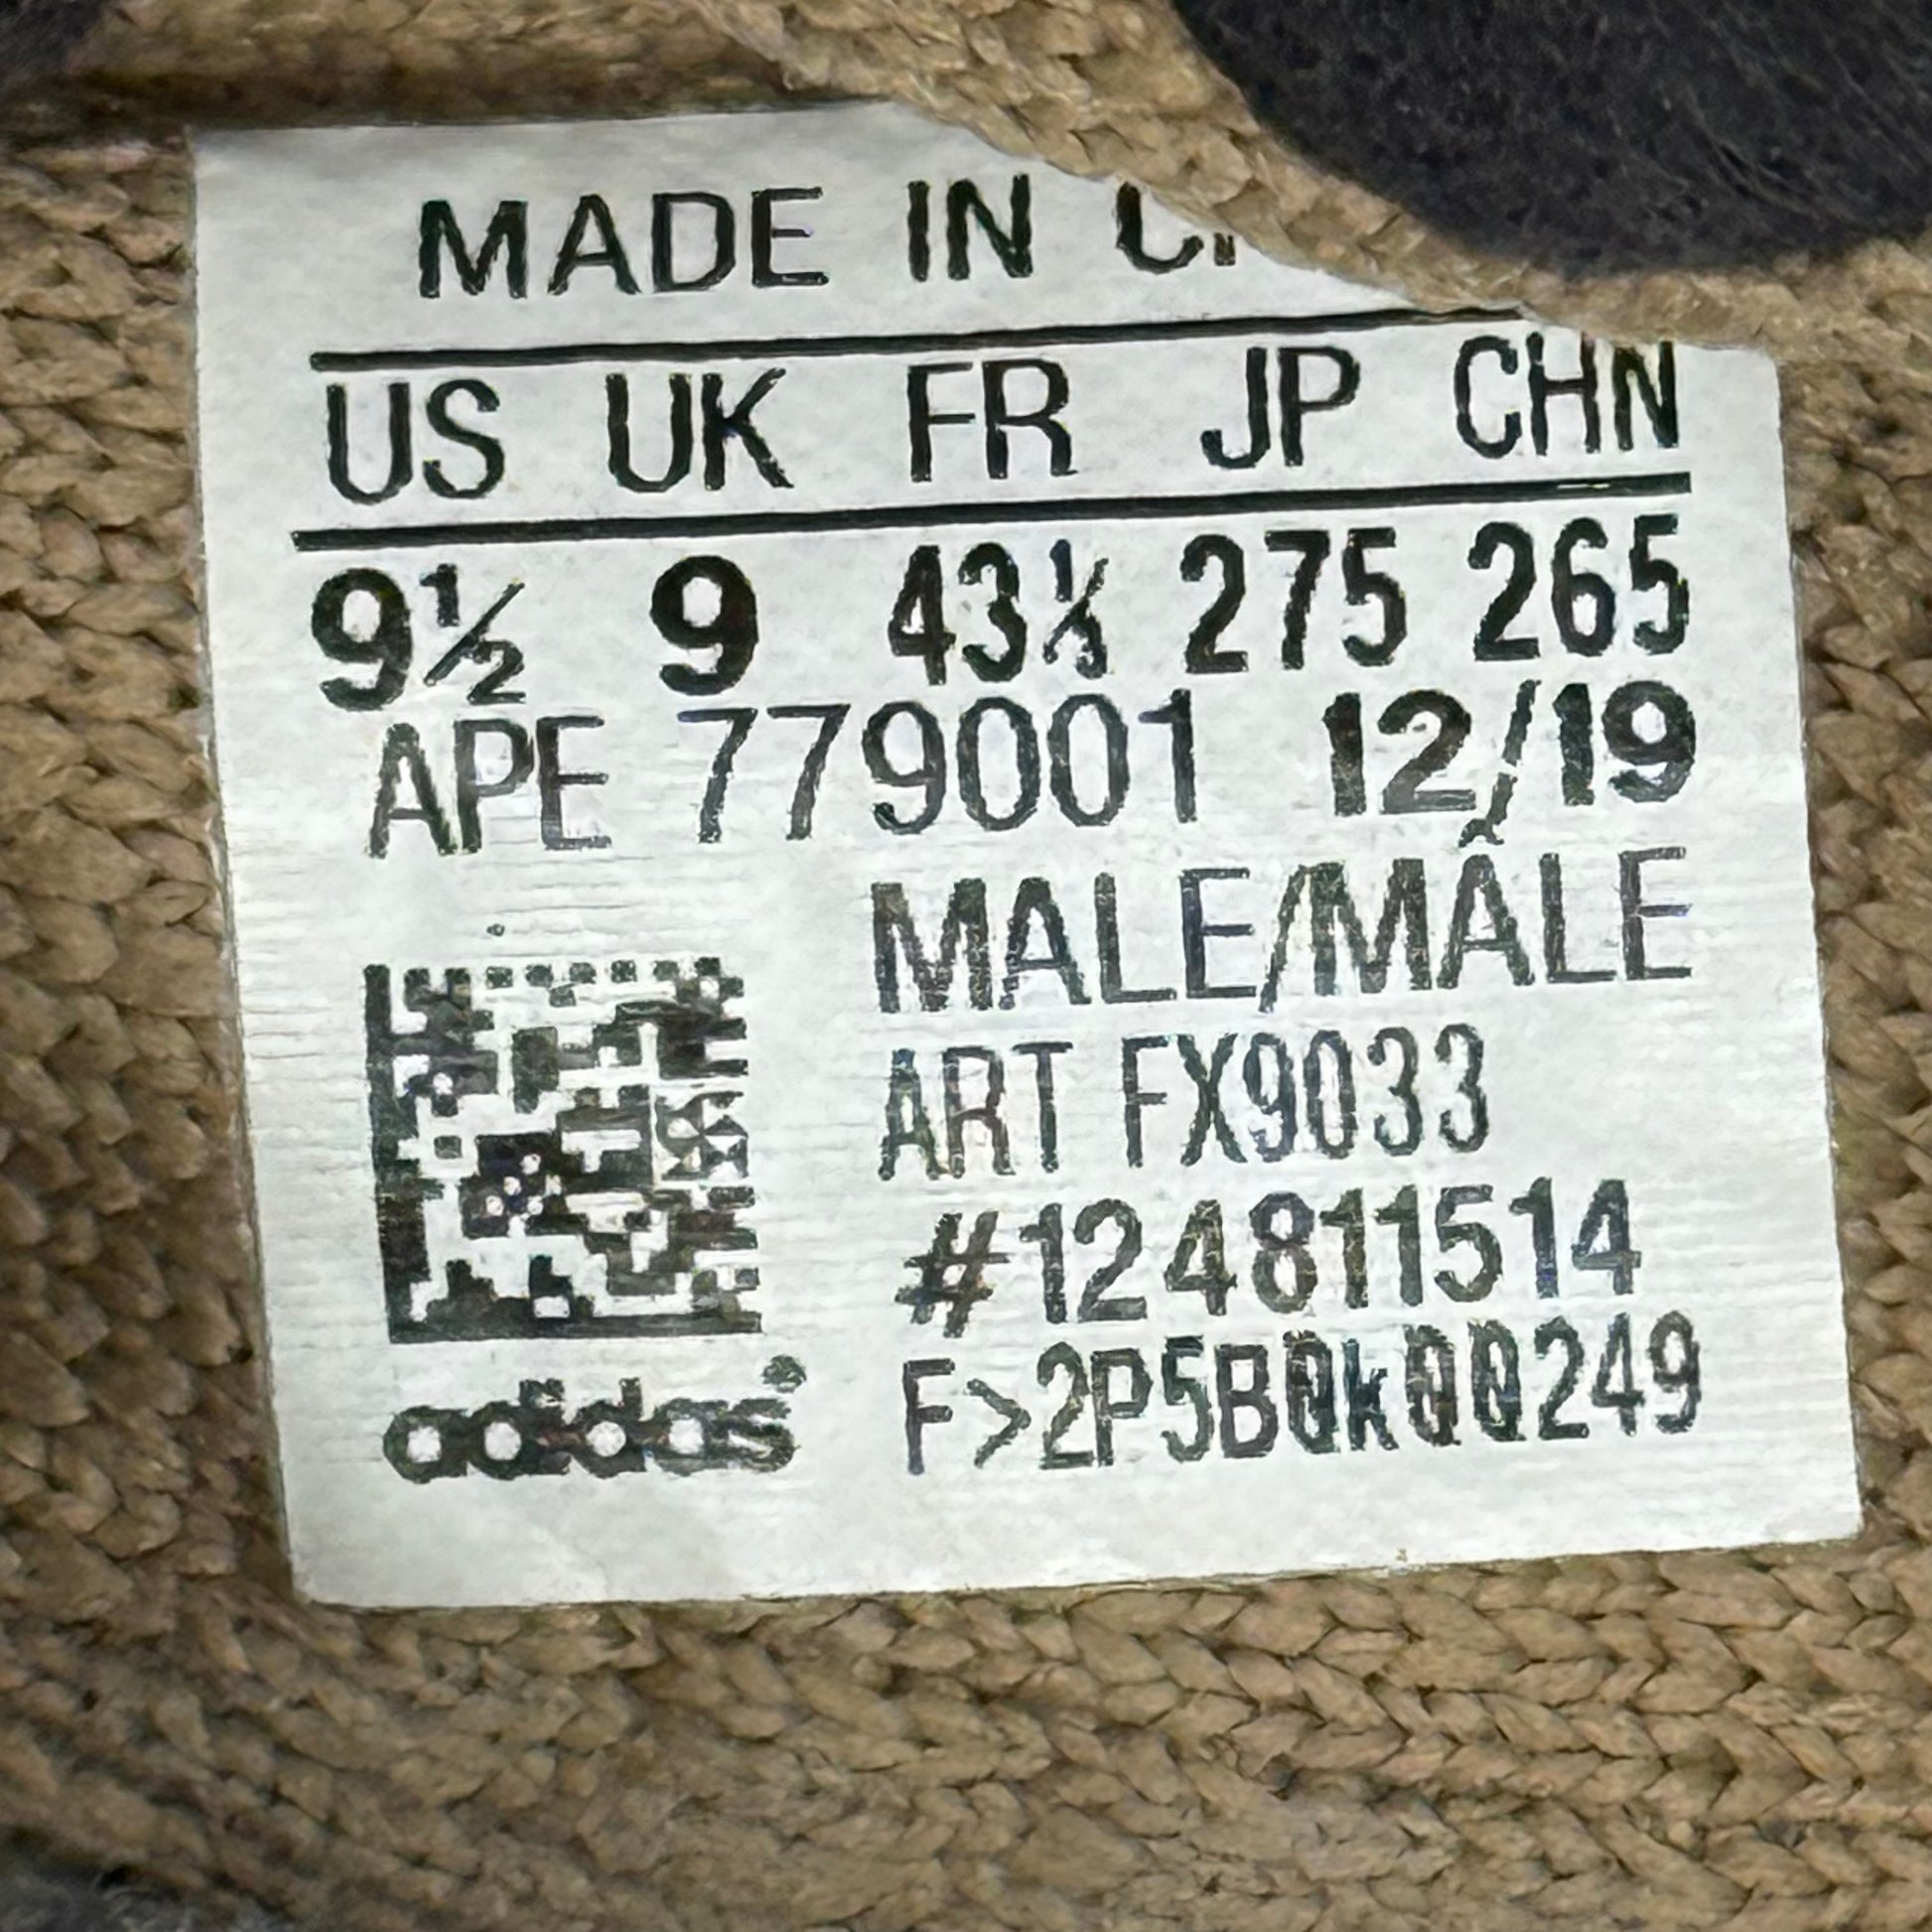 MADE IN
US UK FR JP CHN
9½ 9 43⅓ 275 265
APE 779001 12/19
MALE/MÂLE
ART FX9033
#124811514
F>2P5B0k00249
adidas